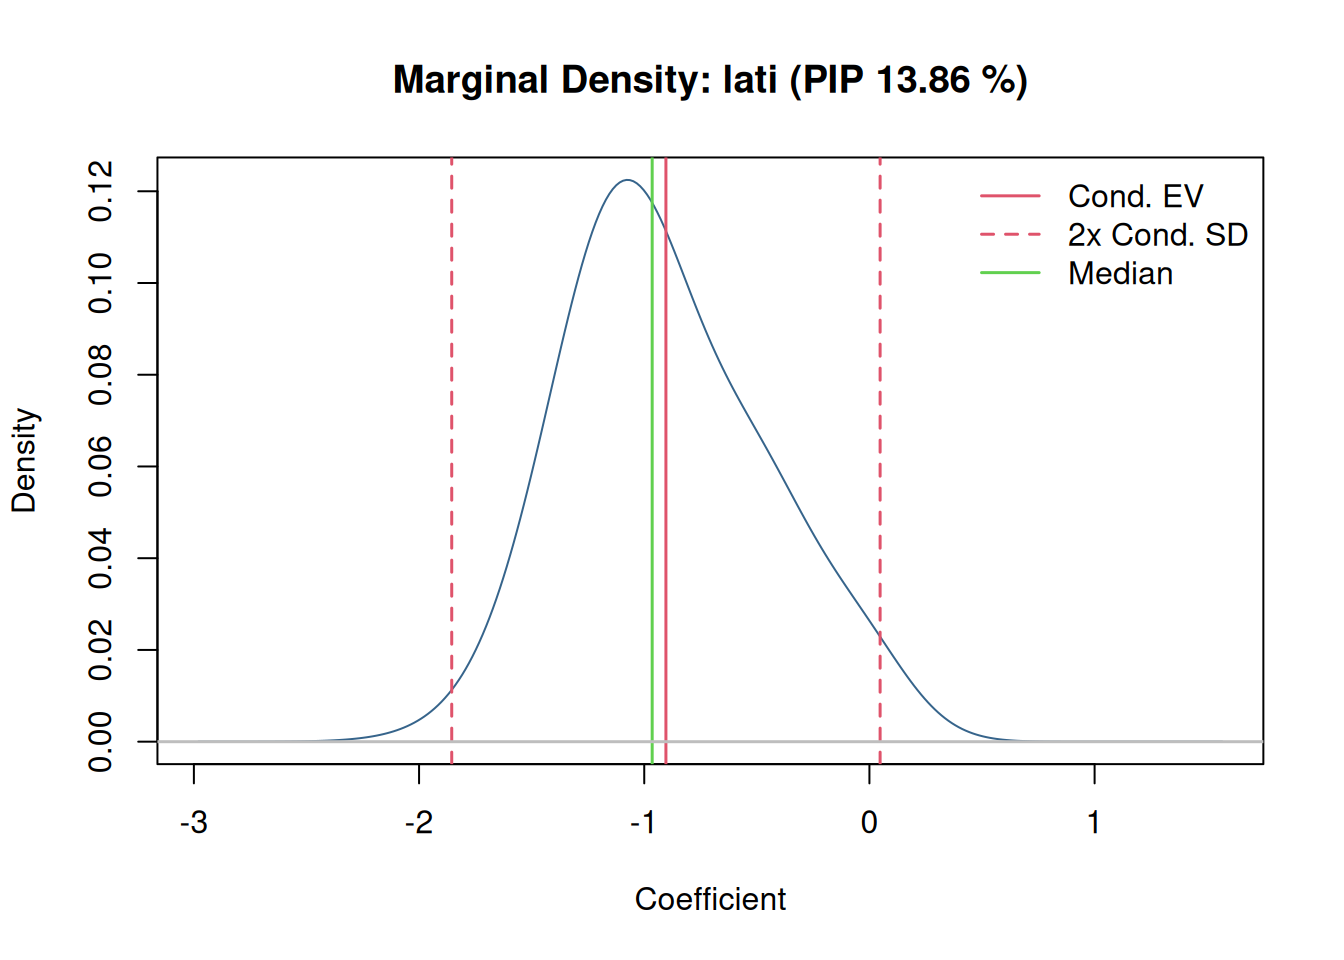 Marginal Density: lati (PIP 13.86 %)
Cond. EV
2x Cond. SD
Median
Density
0.12
0.10
0.08
0.06
0.04
0.02
0.00
-3 -2 -1 0 1
Coefficient